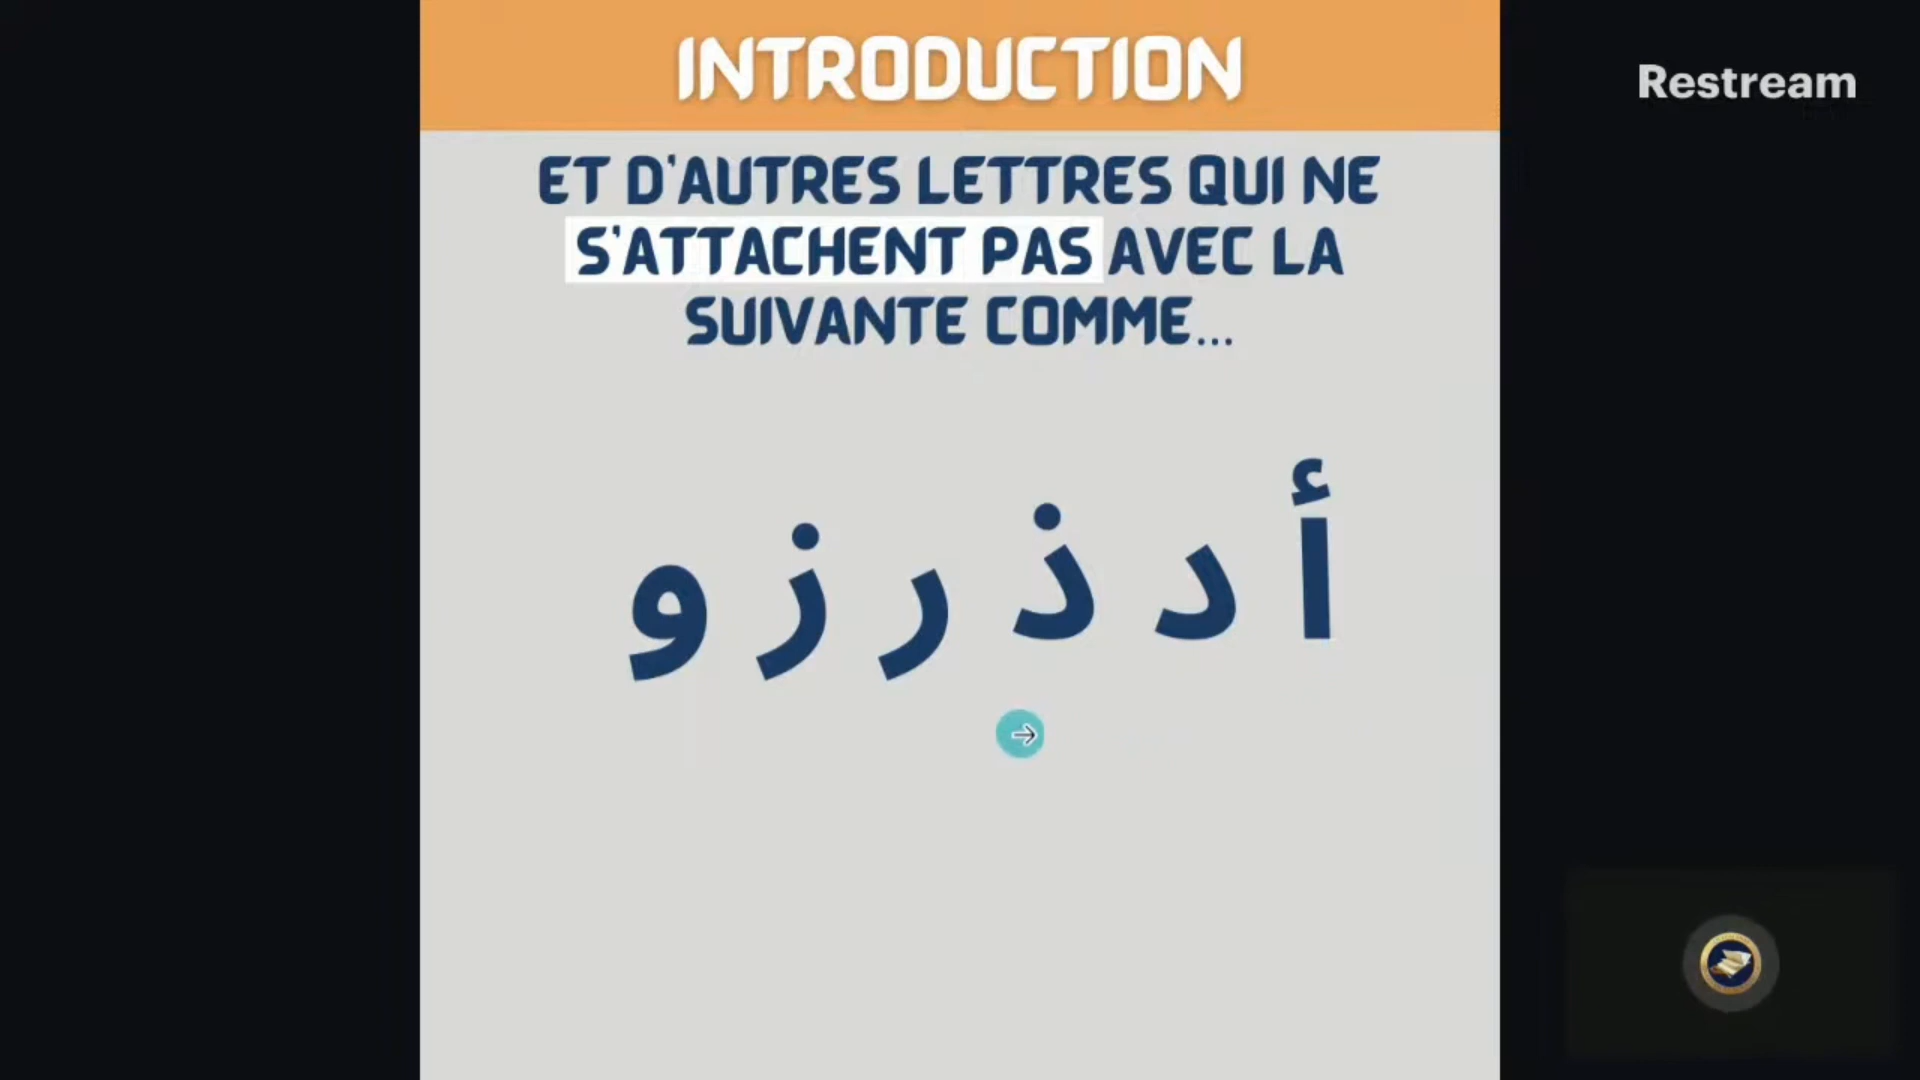 INTRODUCTION
Restream
ET D'AUTRES LETTRES QUI NE
S'ATTACHENT PAS AVEC LA
SUIVANTE COMME...
أ د ذ ر ز و